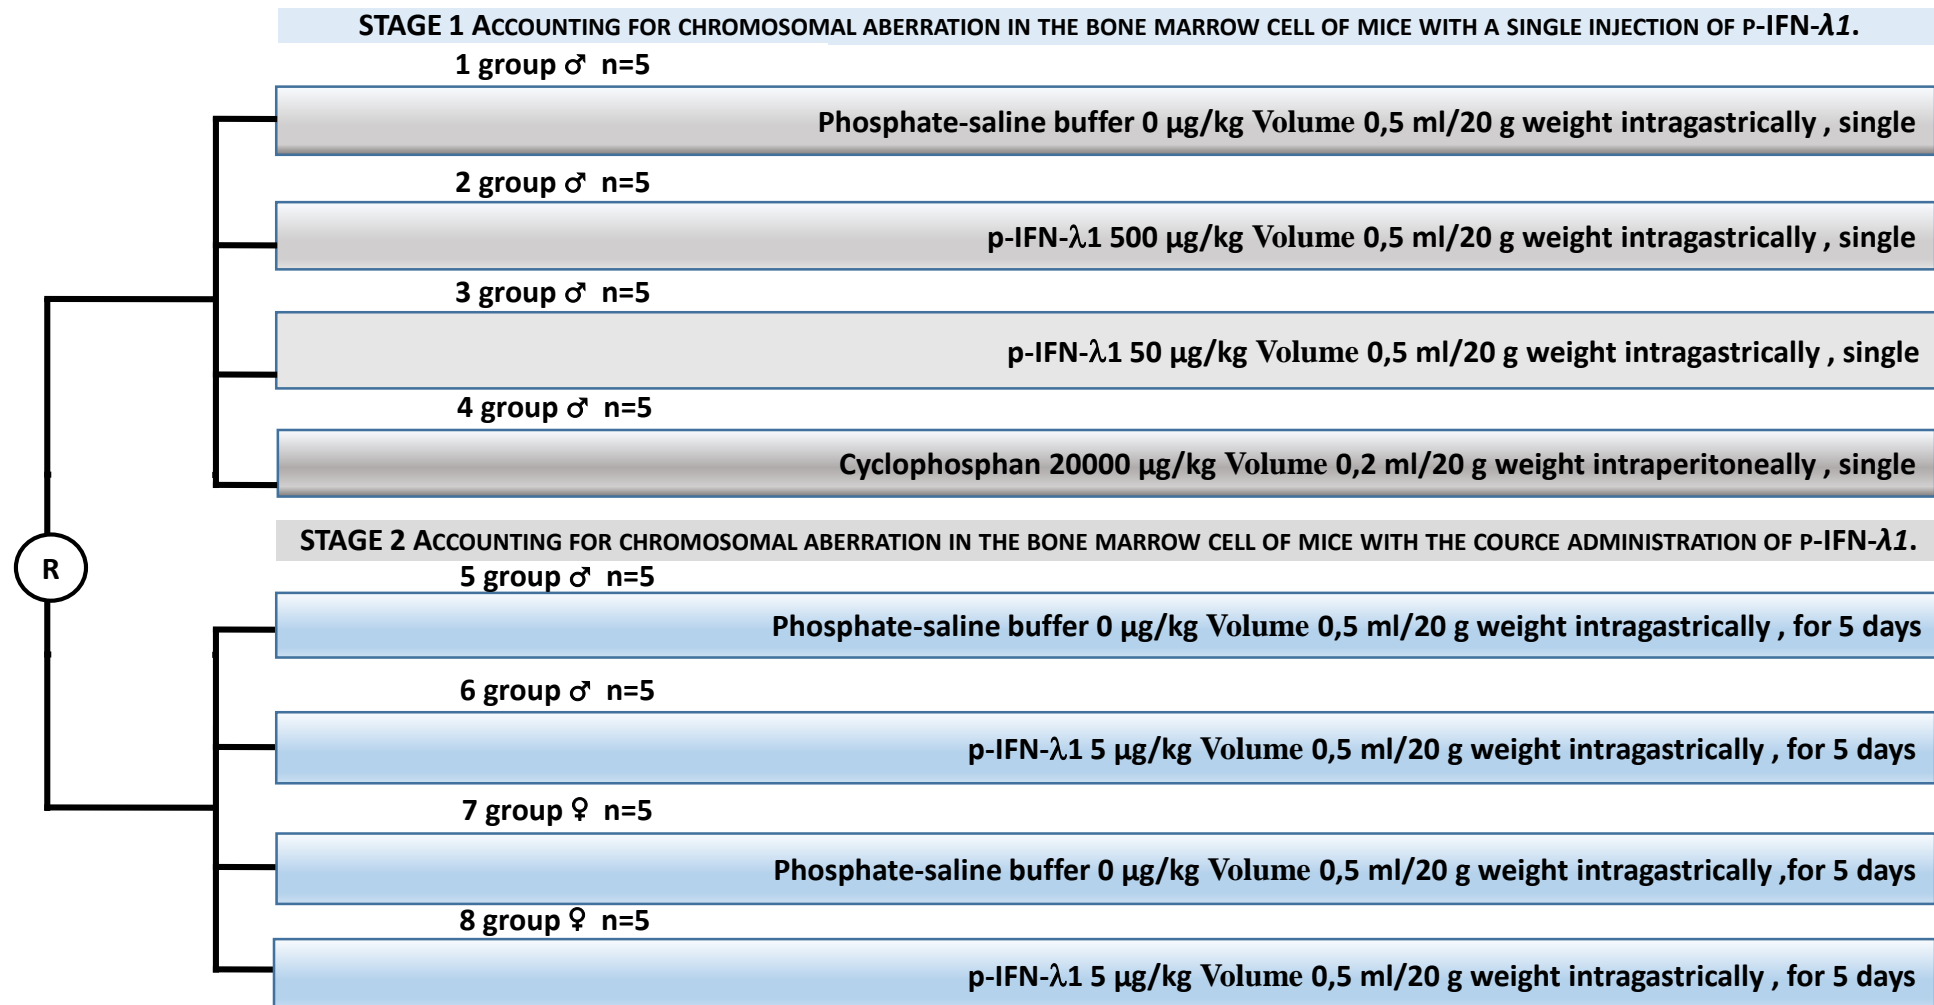 STAGE 1 ACCOUNTING FOR CHROMOSOMAL ABERRATION IN THE BONE MARROW CELL OF MICE WITH A SINGLE INJECTION OF P-IFN-λ1.
1 group ♂ n=5
Phosphate-saline buffer 0 µg/kg Volume 0,5 ml/20 g weight intragastrically , single
2 group ♂ n=5
p-IFN-λ1 500 µg/kg Volume 0,5 ml/20 g weight intragastrically , single
3 group ♂ n=5
p-IFN-λ1 50 µg/kg Volume 0,5 ml/20 g weight intragastrically , single
4 group ♂ n=5
Cyclophosphan 20000 µg/kg Volume 0,2 ml/20 g weight intraperitoneally , single
R
STAGE 2 ACCOUNTING FOR CHROMOSOMAL ABERRATION IN THE BONE MARROW CELL OF MICE WITH THE COURCE ADMINISTRATION OF P-IFN-λ1.
5 group ♂ n=5
Phosphate-saline buffer 0 µg/kg Volume 0,5 ml/20 g weight intragastrically , for 5 days
6 group ♂ n=5
p-IFN-λ1 5 µg/kg Volume 0,5 ml/20 g weight intragastrically , for 5 days
7 group ♀ n=5
Phosphate-saline buffer 0 µg/kg Volume 0,5 ml/20 g weight intragastrically ,for 5 days
8 group ♀ n=5
p-IFN-λ1 5 µg/kg Volume 0,5 ml/20 g weight intragastrically , for 5 days